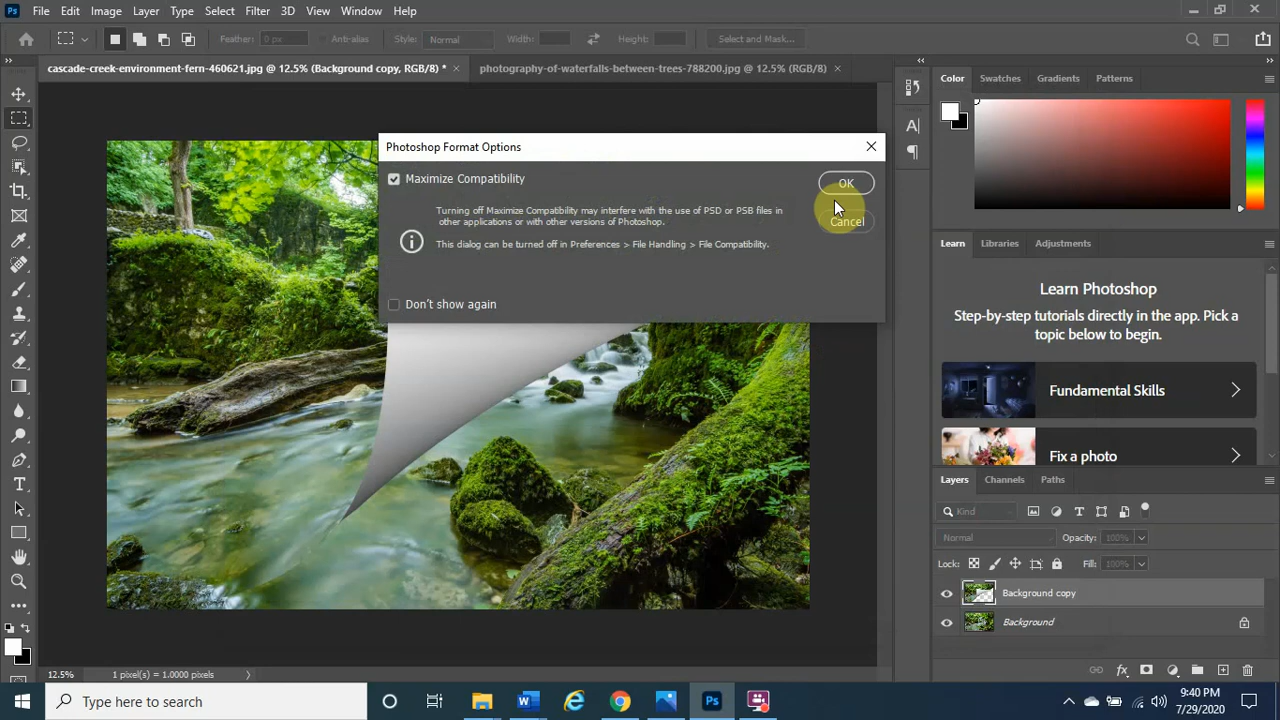 Ps File Edit Image Layer Type Select Filter 3D View Window Help
Feather: 0 px Anti-alias Style: Normal Width: Height: Select and Mask...
cascade-creek-environment-fern-460621.jpg @ 12.5% (Background copy, RGB/8) * × photography-of-waterfalls-between-trees-788200.jpg @ 12.5% (RGB/8) ×
Color Swatches Gradients Patterns
Photoshop Format Options
Maximize Compatibility
OK
Turning off Maximize Compatibility may interfere with the use of PSD or PSB files in
other applications or with other versions of Photoshop.
Cancel
This dialog can be turned off in Preferences > File Handling > File Compatibility.
Don't show again
Learn Libraries Adjustments
Learn Photoshop
Step-by-step tutorials directly in the app. Pick a
topic below to begin.
Fundamental Skills
Fix a photo
Layers Channels Paths
Kind
Normal Opacity: 100%
Lock: Fill: 100%
Background copy
Background
12.5% 1 pixel(s) = 1.0000 pixels
Type here to search
9:40 PM
7/29/2020